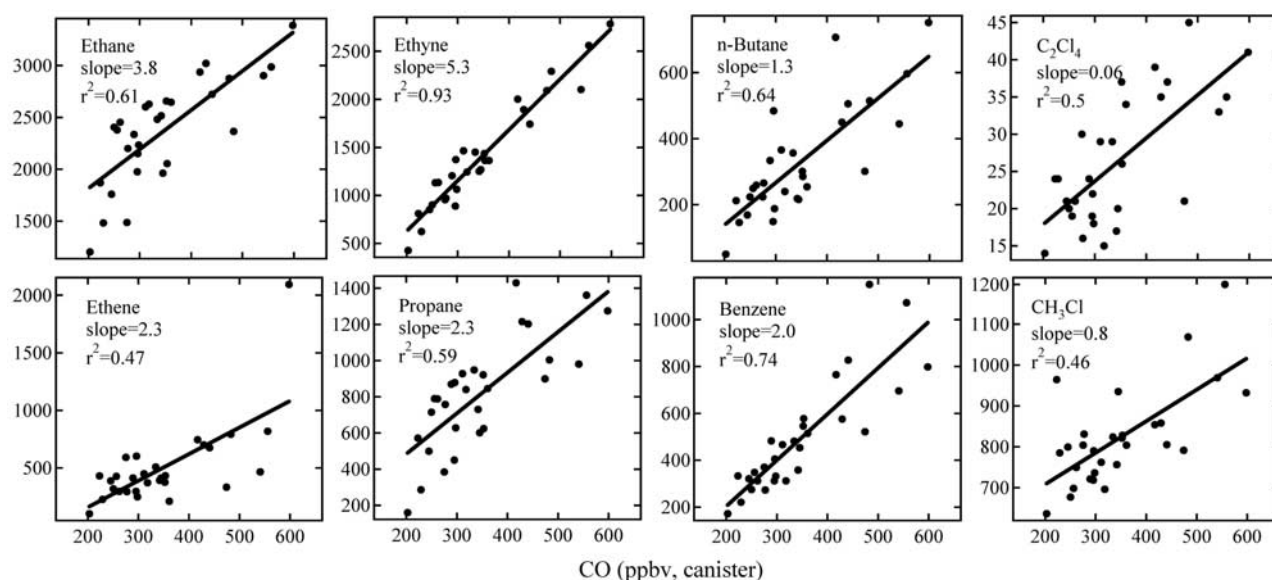 Ethane
slope=3.8
r²=0.61
3000
2500
2000
1500
Ethyne
slope=5.3
r²=0.93
2500
2000
1500
1000
500
n-Butane
slope=1.3
r²=0.64
600
400
200
C₂Cl₄
slope=0.06
r²=0.5
45
40
35
30
25
20
15
Ethene
slope=2.3
r²=0.47
2000
1500
1000
500
200 300 400 500 600
Propane
slope=2.3
r²=0.59
1400
1200
1000
800
600
400
200
200 300 400 500 600
Benzene
slope=2.0
r²=0.74
1000
800
600
400
200
200 300 400 500 600
CH₃Cl
slope=0.8
r²=0.46
1200
1100
1000
900
800
700
200 300 400 500 600
CO (ppbv, canister)